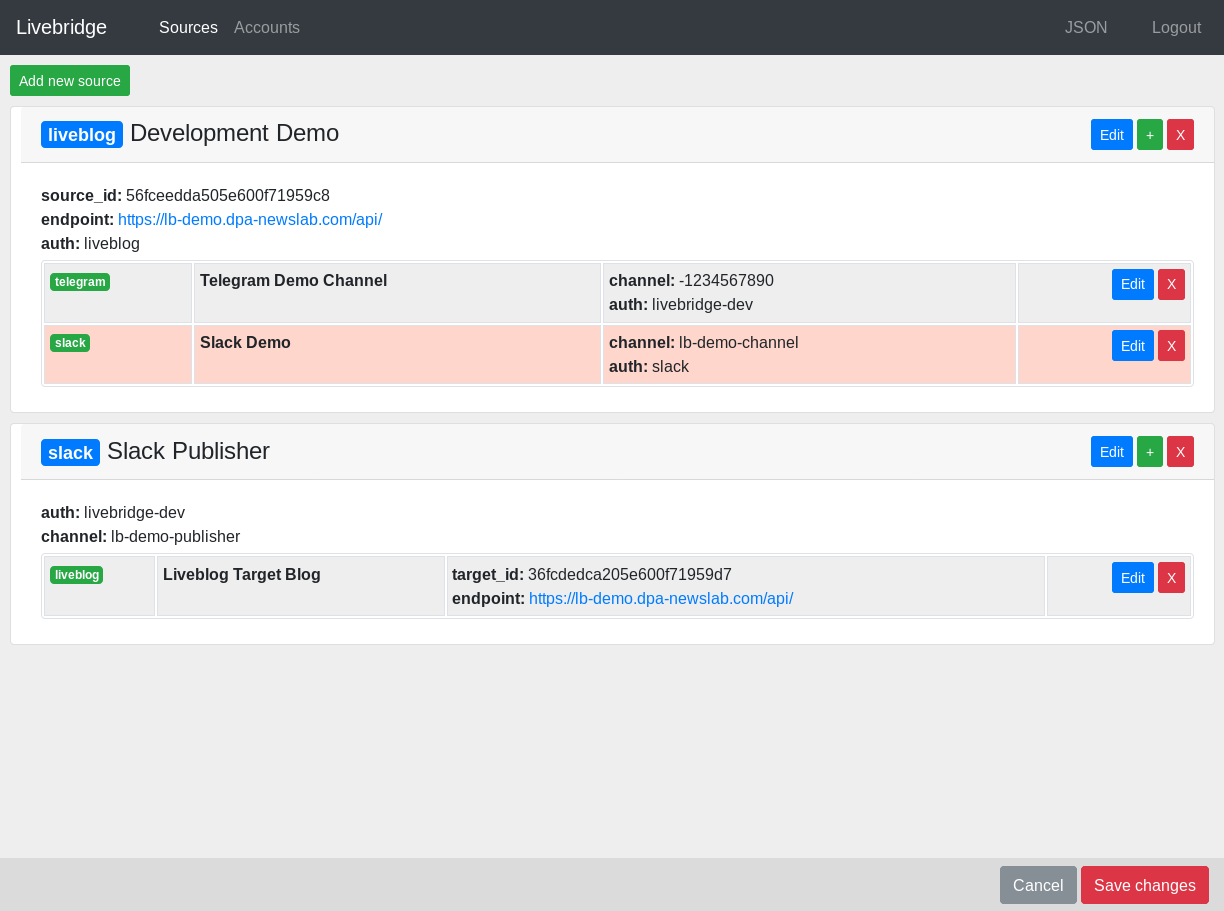 Livebridge Sources Accounts JSON Logout
Add new source
liveblog Development Demo Edit + X
source_id: 56fceedda505e600f71959c8
endpoint: https://lb-demo.dpa-newslab.com/api/
auth: liveblog
telegram Telegram Demo Channel channel: -1234567890 Edit X
auth: livebridge-dev
slack Slack Demo channel: lb-demo-channel Edit X
auth: slack
slack Slack Publisher Edit + X
auth: livebridge-dev
channel: lb-demo-publisher
liveblog Liveblog Target Blog target_id: 36fcdedca205e600f71959d7 Edit X
endpoint: https://lb-demo.dpa-newslab.com/api/
Cancel Save changes